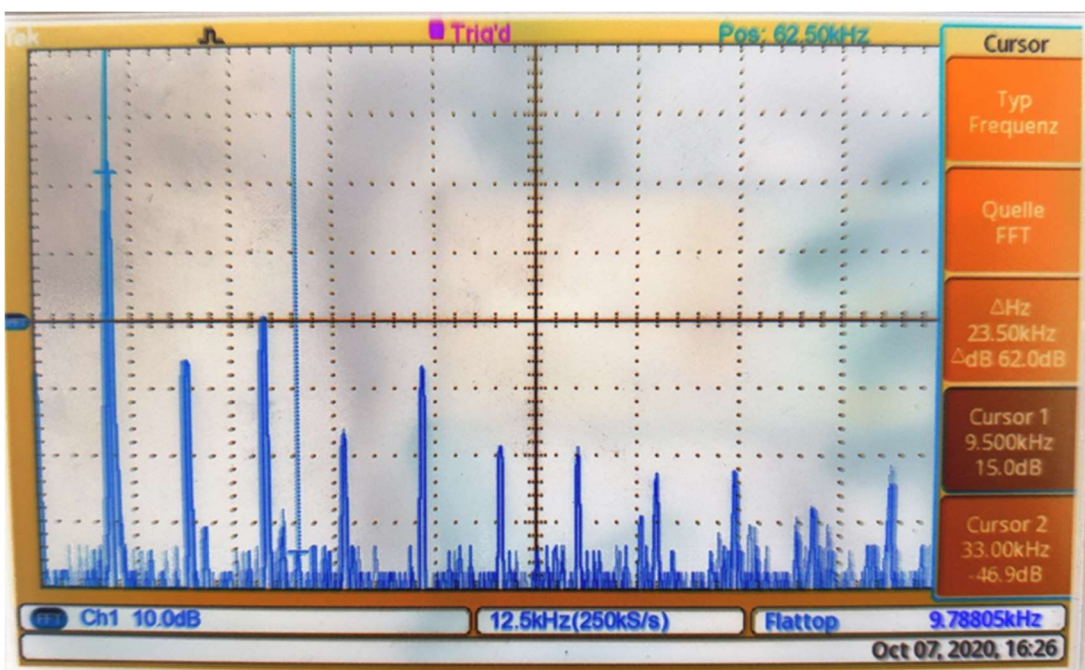 Tek
Trig'd
Pos: 62.50kHz
Cursor
Typ
Frequenz
Quelle
FFT
△Hz
23.50kHz
△dB 62.0dB
Cursor 1
9.500kHz
15.0dB
Cursor 2
33.00kHz
-46.9dB
Ch1 10.0dB
12.5kHz(250kS/s)
Flattop
9.78805kHz
Oct 07, 2020, 16:26